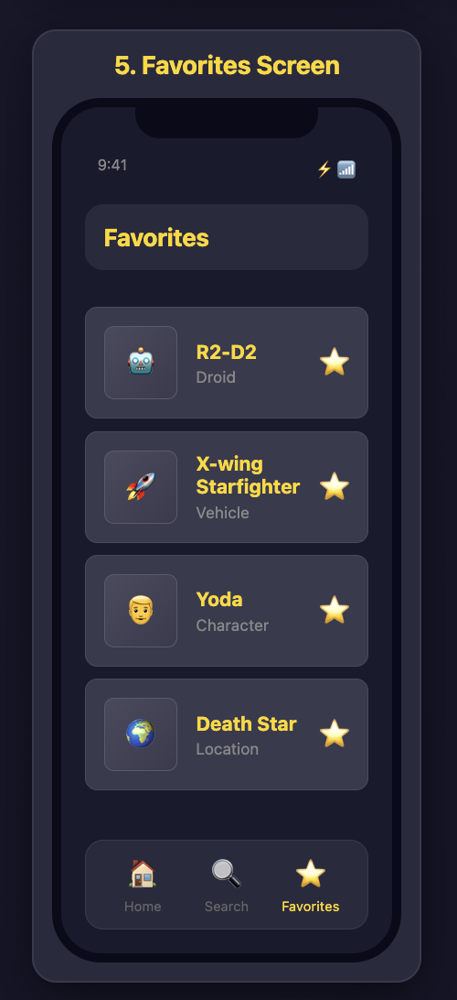 5. Favorites Screen
9:41
Favorites
R2-D2
Droid
X-wing
Starfighter
Vehicle
Yoda
Character
Death Star
Location
Home
Search
Favorites